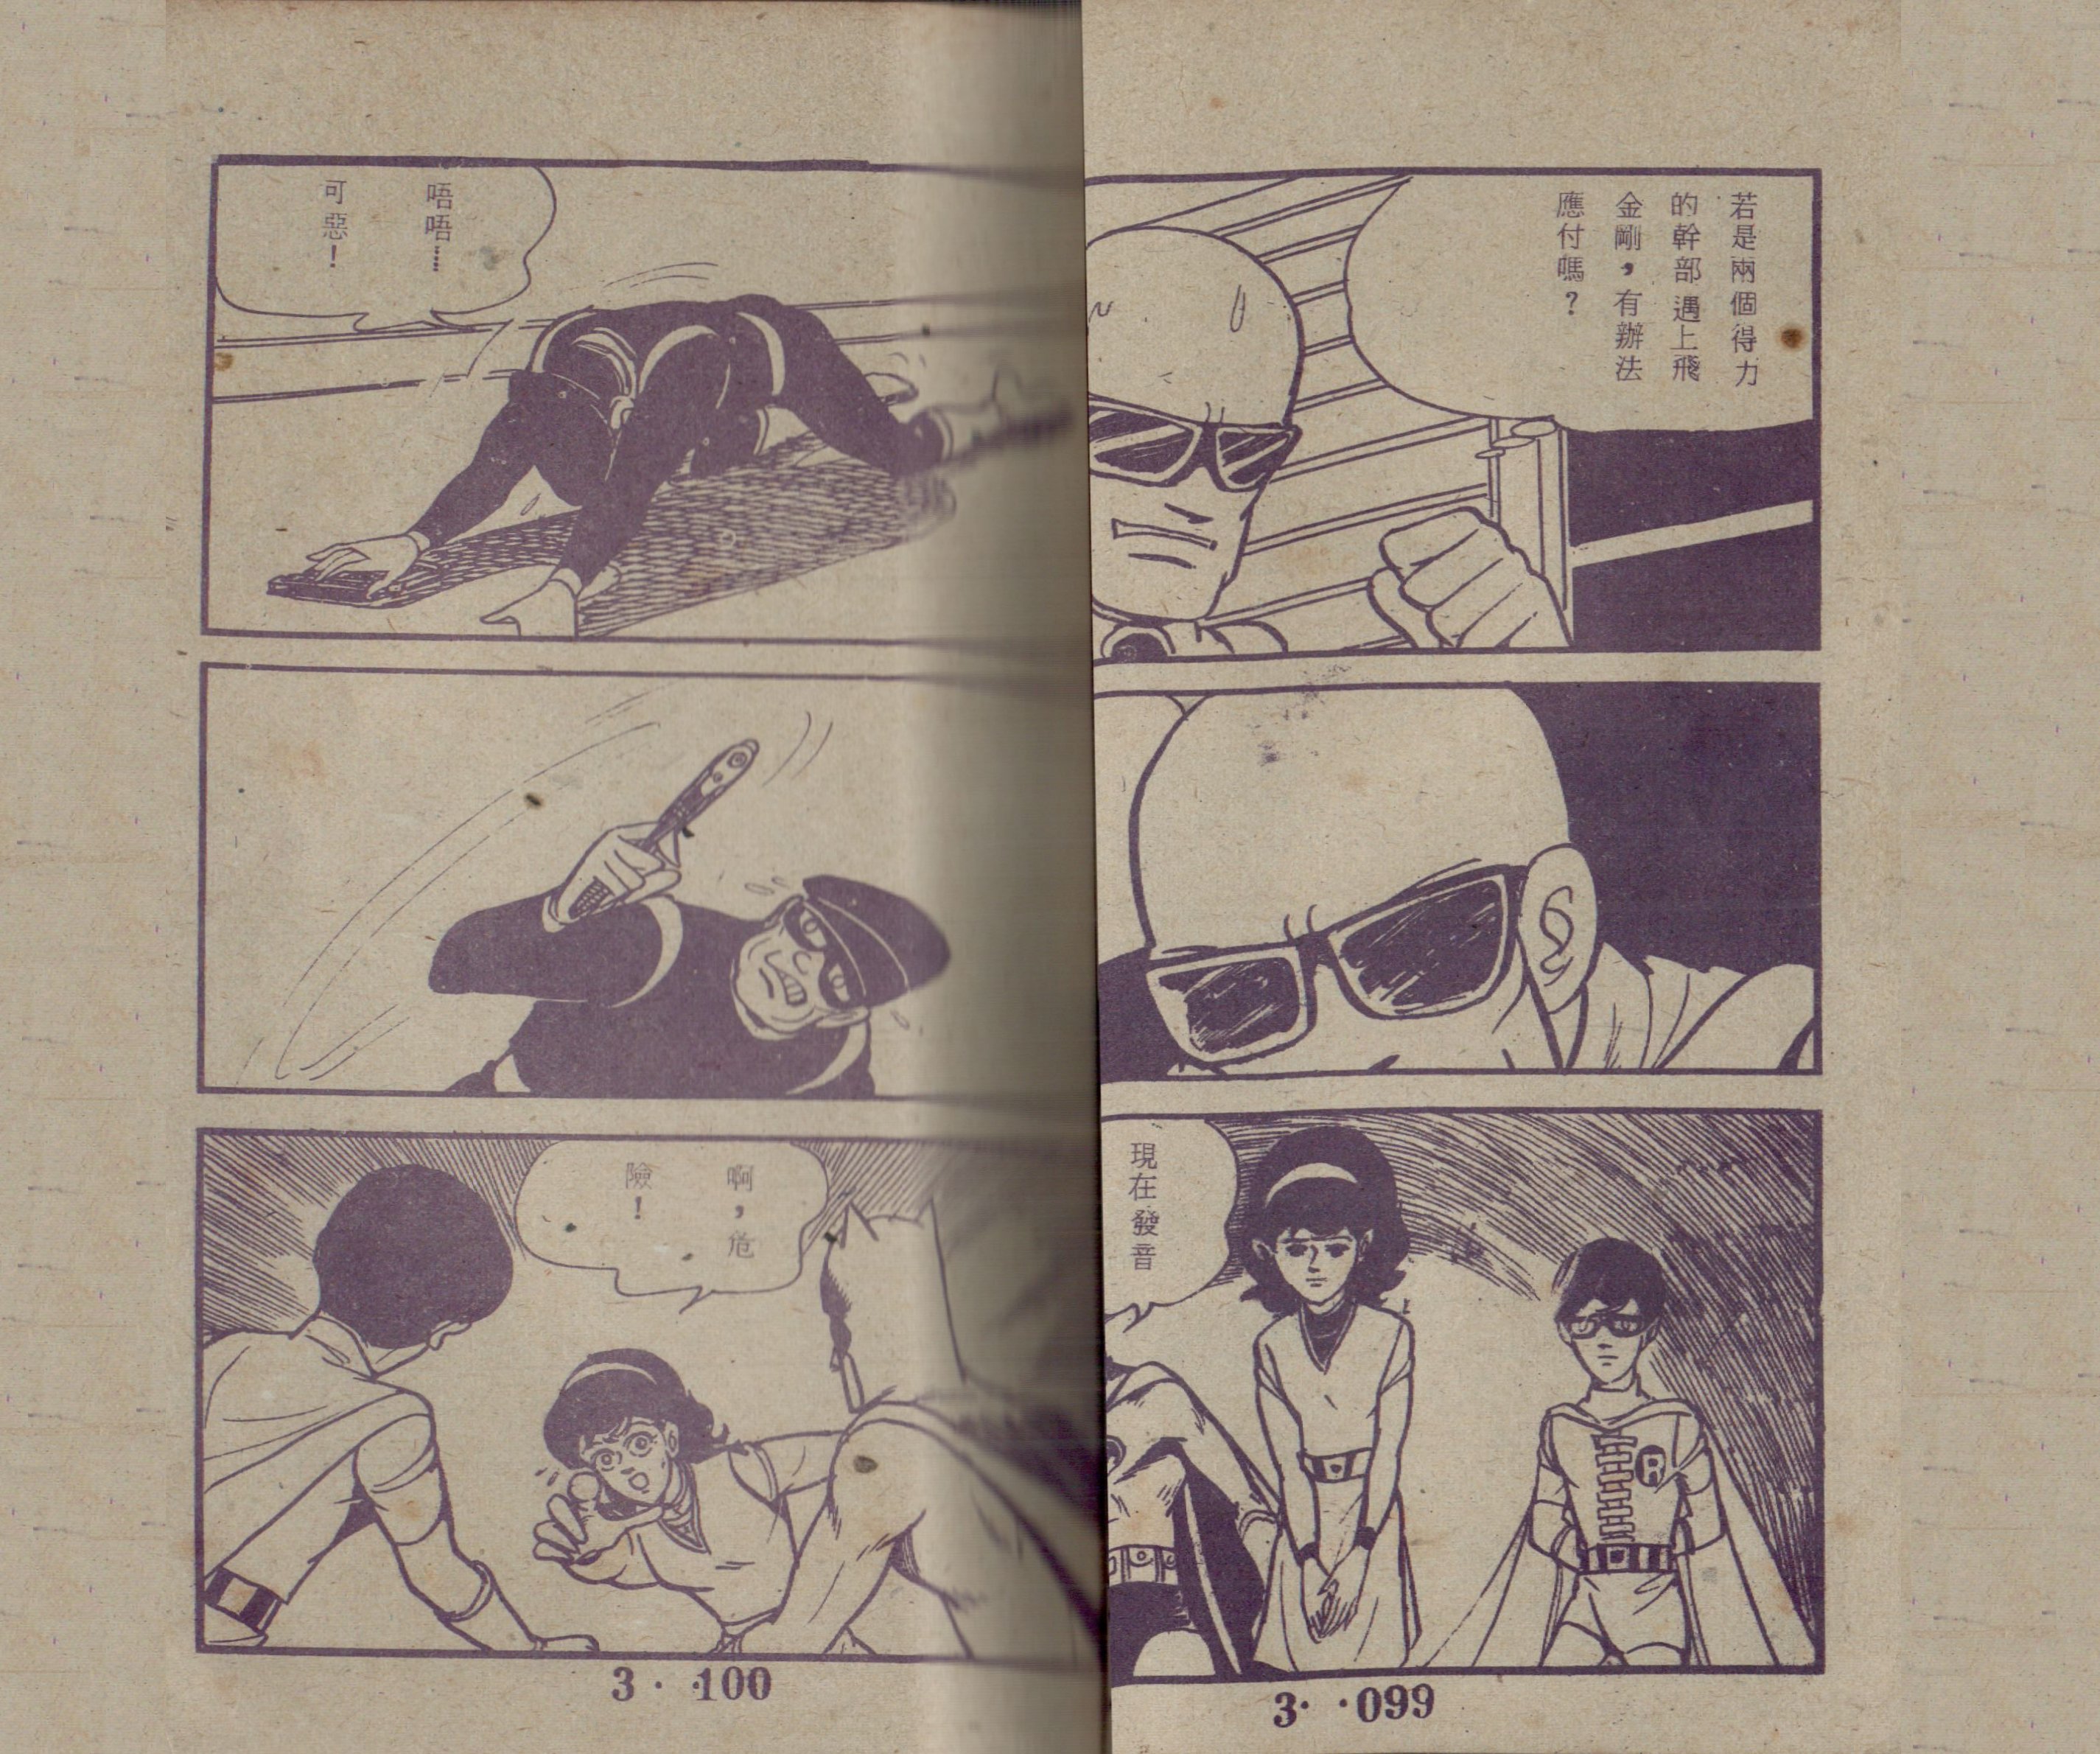 若是兩個得力
的幹部遇上飛
金剛，有辦法
應付嗎？
現在發音
R
3··099
唔唔……
可惡！
啊，危
險！
3··100